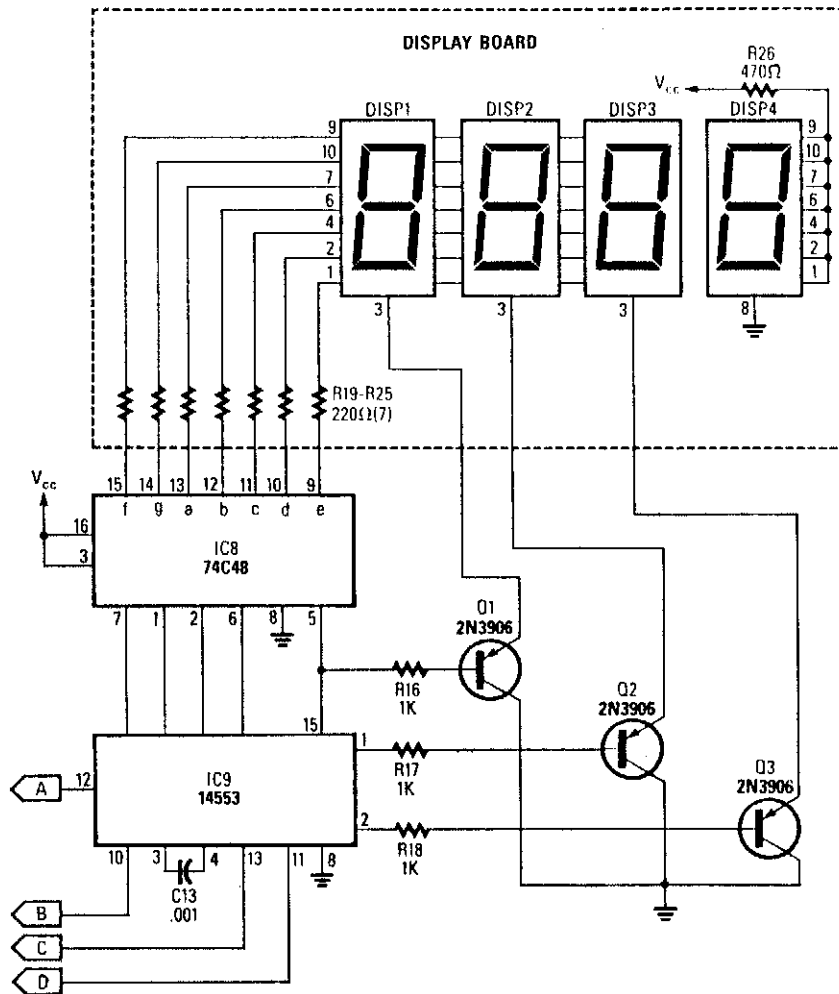 DISPLAY BOARD
R26
470Ω
Vcc
DISP1 DISP2 DISP3 DISP4
9 9
10 10
7 7
6 6
4 4
2 2
1 1
3 3 3 8
R19-R25
220Ω(7)
Vcc
15 14 13 12 11 10 9
f g a b c d e
16
3
IC8
74C48
7 1 2 6 8 5
Q1
2N3906
R16
1K
Q2
2N3906
15
1
R17
1K
IC9
14553
A 12
Q3
2N3906
2
R18
1K
10 3 4 13 11 8
C13
.001
B
C
D